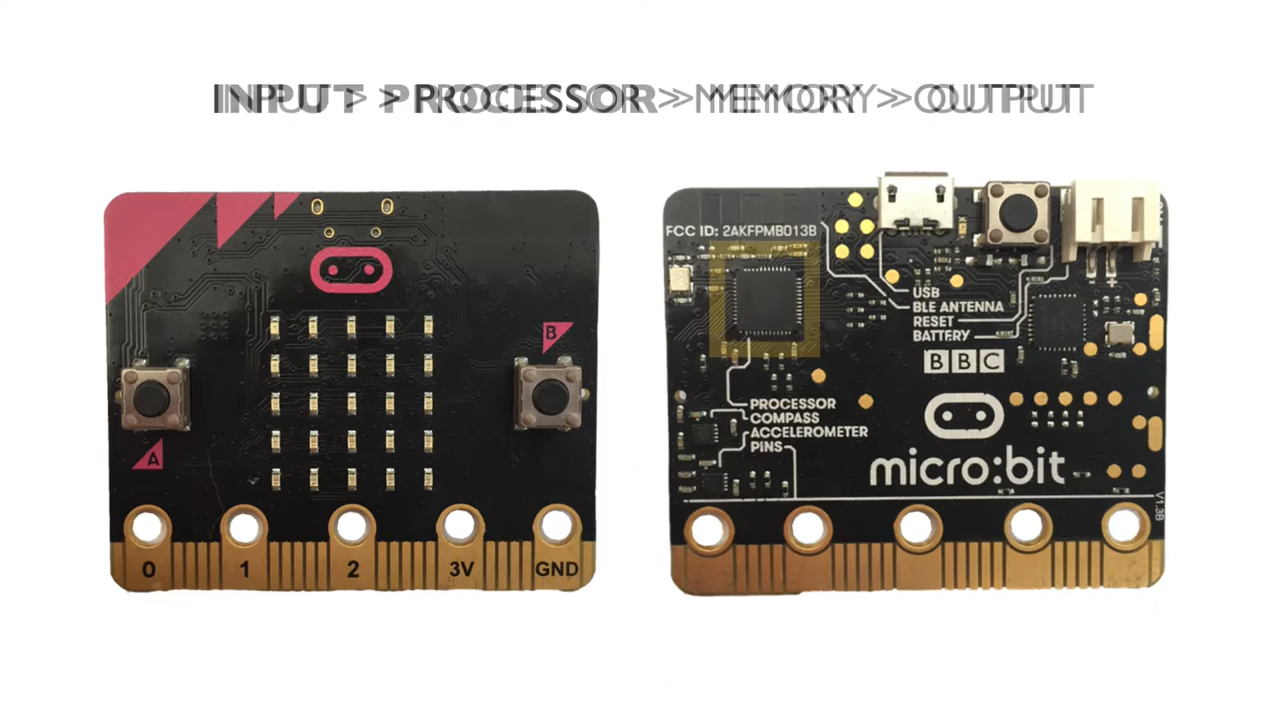 INPUT > PROCESSOR > MEMORY > OUTPUT
B
A
0 1 2 3V GND
FCC ID: 2AKFPMB013B
USB
BLE ANTENNA
RESET
BATTERY
BBC
PROCESSOR
COMPASS
ACCELEROMETER
PINS
micro:bit
V1.3B